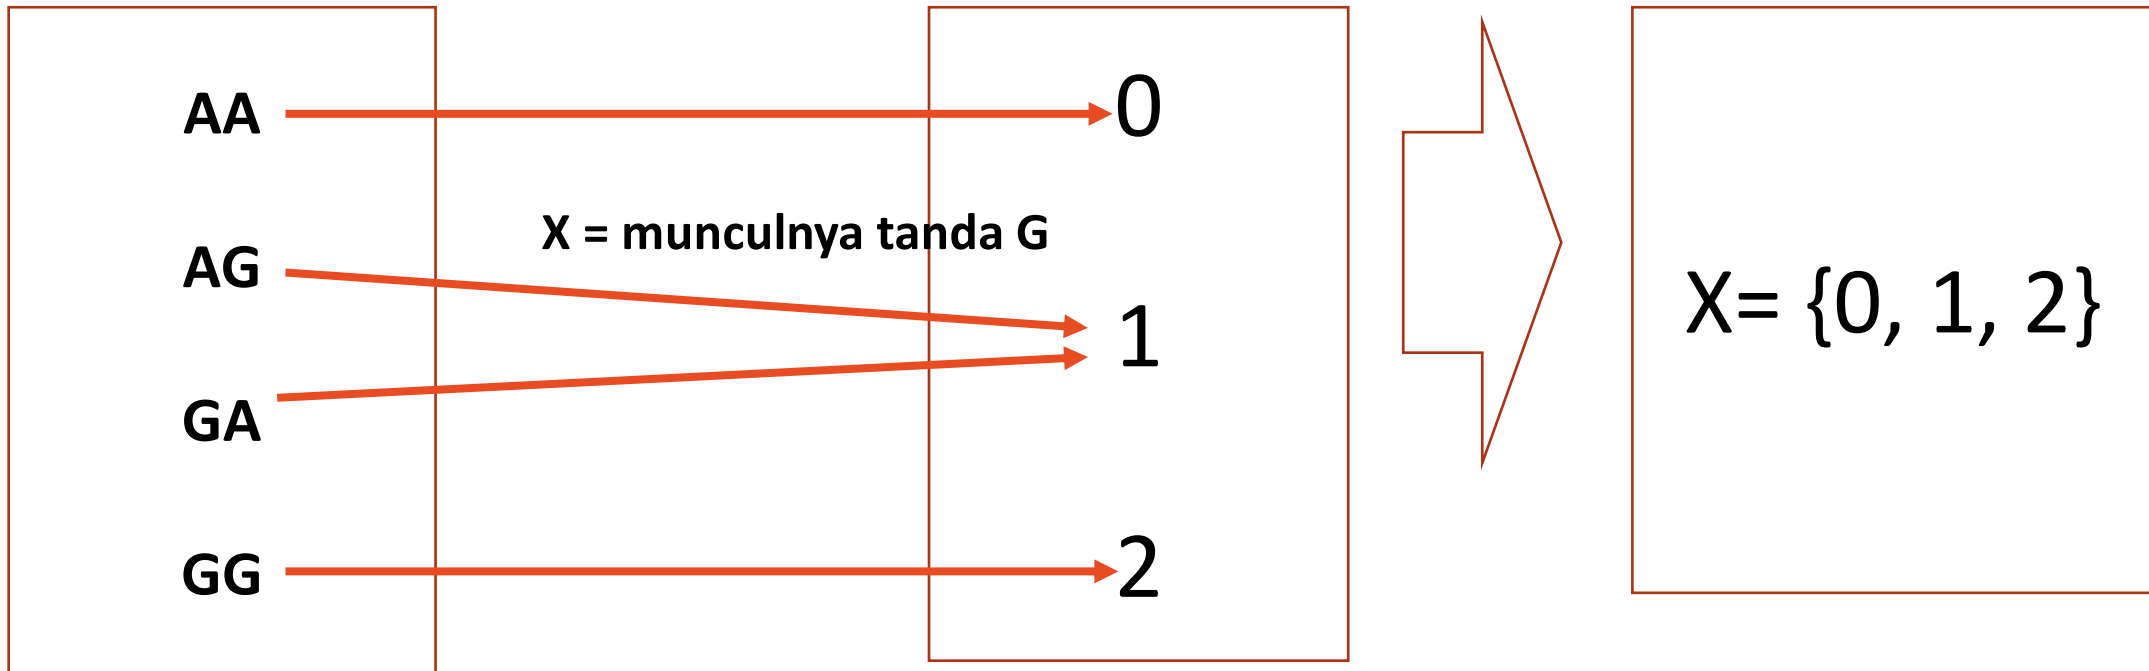 AA
AG
GA
GG
X = munculnya tanda G
0
1
2
X= {0, 1, 2}